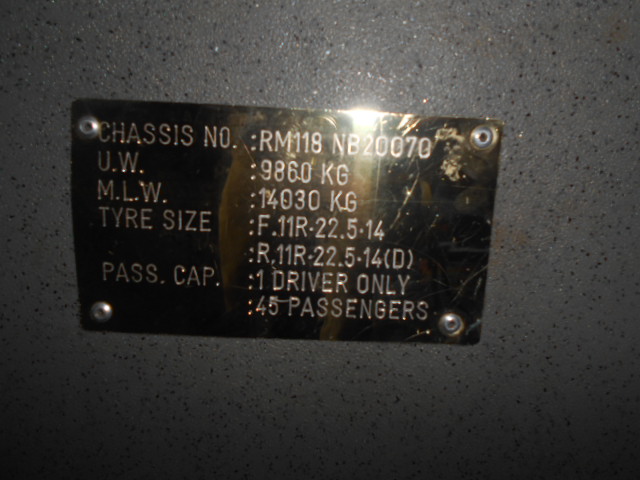 CHASSIS NO. :RM118 NB20070
U.W. :9860 KG
M.L.W. :14030 KG
TYRE SIZE :F.11R·22.5·14
:R.11R·22.5·14(D)
PASS. CAP. :1 DRIVER ONLY
:45 PASSENGERS